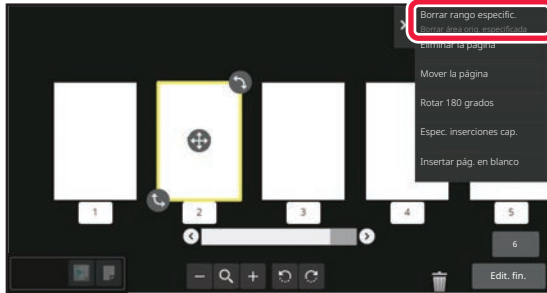 Borrar rango especific.
Borrar área orig. especificada
Eliminar la página
Mover la página
Rotar 180 grados
Espec. inserciones cap.
Insertar pág. en blanco
1
2
3
4
5
6
Edit. fin.